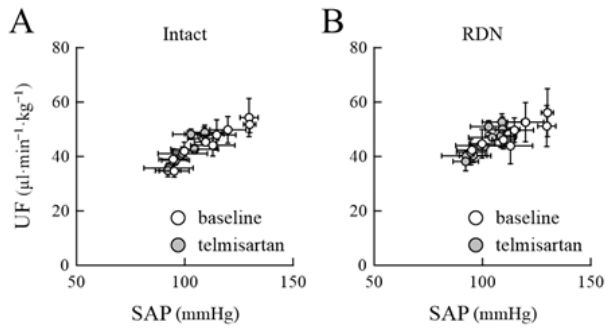 A
Intact
80
60
40
20
0
50
100
150
UF (µl·min⁻¹·kg⁻¹)
SAP (mmHg)
baseline
telmisartan
B
RDN
80
60
40
20
0
50
100
150
SAP (mmHg)
baseline
telmisartan